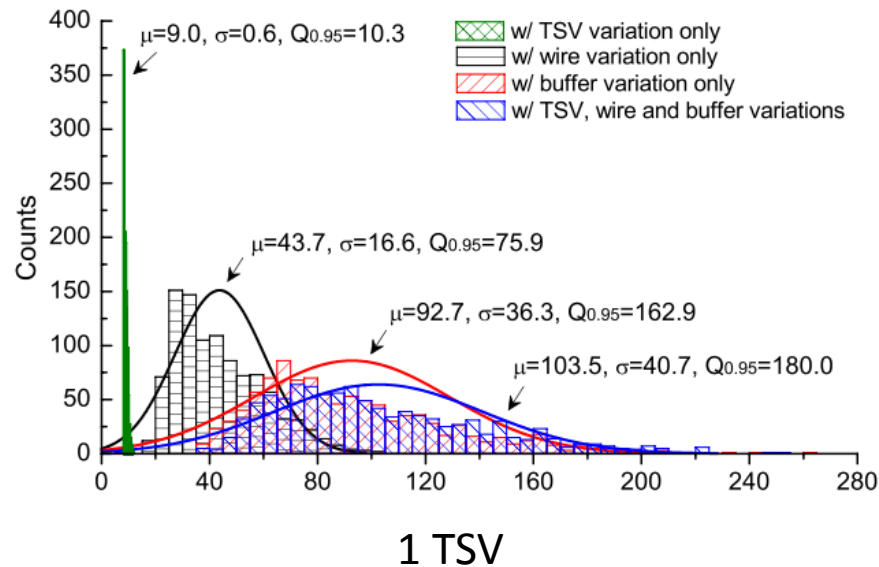 400
350
300
250
200
150
100
50
0
Counts
μ=9.0, σ=0.6, Q0.95=10.3
w/ TSV variation only
w/ wire variation only
w/ buffer variation only
w/ TSV, wire and buffer variations
μ=43.7, σ=16.6, Q0.95=75.9
μ=92.7, σ=36.3, Q0.95=162.9
μ=103.5, σ=40.7, Q0.95=180.0
0 40 80 120 160 200 240 280
1 TSV